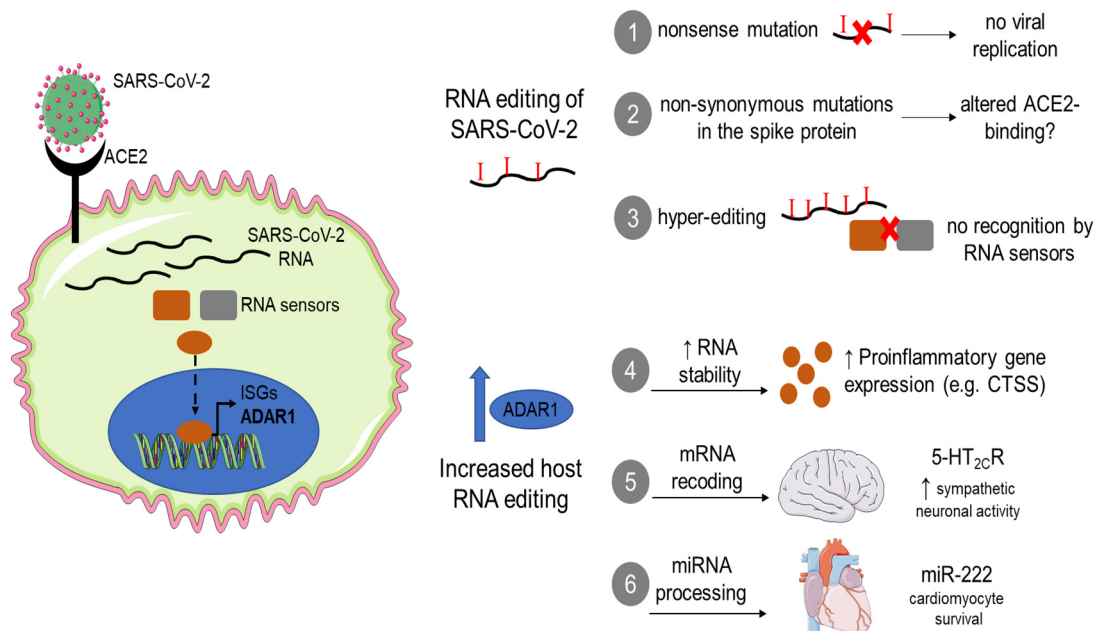 SARS-CoV-2
ACE2
SARS-CoV-2
RNA
RNA sensors
ISGs
ADAR1
RNA editing of
SARS-CoV-2
I I I
ADAR1
Increased host
RNA editing
1 nonsense mutation I I no viral
replication
2 non-synonymous mutations
in the spike protein
altered ACE2-
binding?
3 hyper-editing I I I I I
no recognition by
RNA sensors
4 ↑ RNA
stability
↑ Proinflammatory gene
expression (e.g. CTSS)
5 mRNA
recoding
5-HT₂CR
↑ sympathetic
neuronal activity
6 miRNA
processing
miR-222
cardiomyocyte
survival